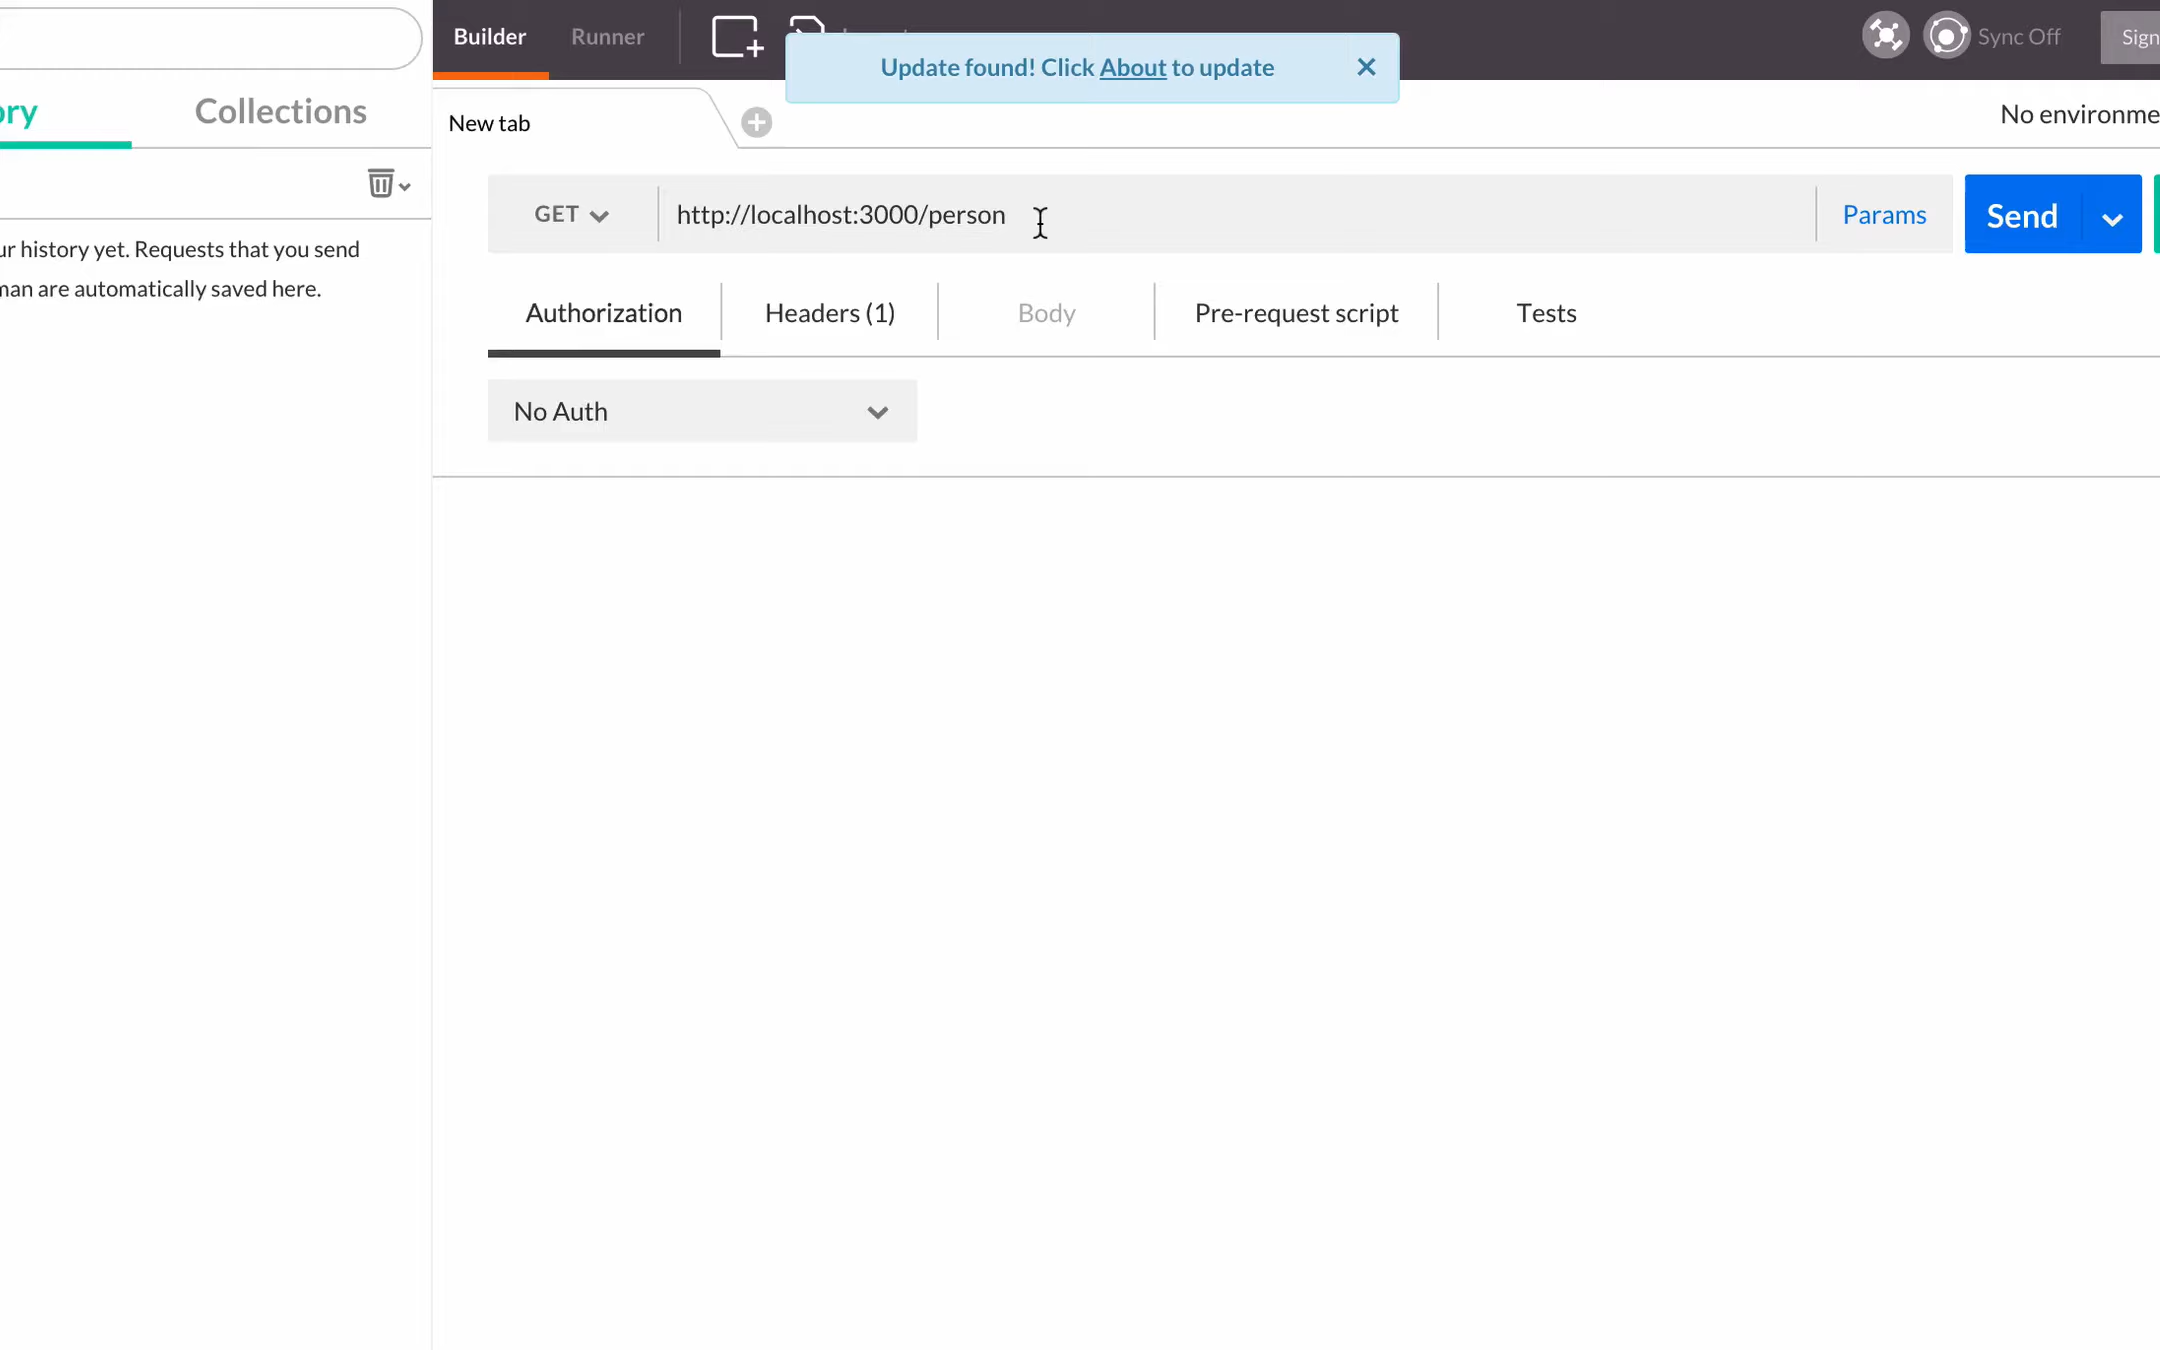 Builder
Runner
Sync Off
Sign
Update found! Click About to update
ory
Collections
New tab
No environme
GET
http://localhost:3000/person
Params
Send
ur history yet. Requests that you send
man are automatically saved here.
Authorization
Headers (1)
Body
Pre-request script
Tests
No Auth